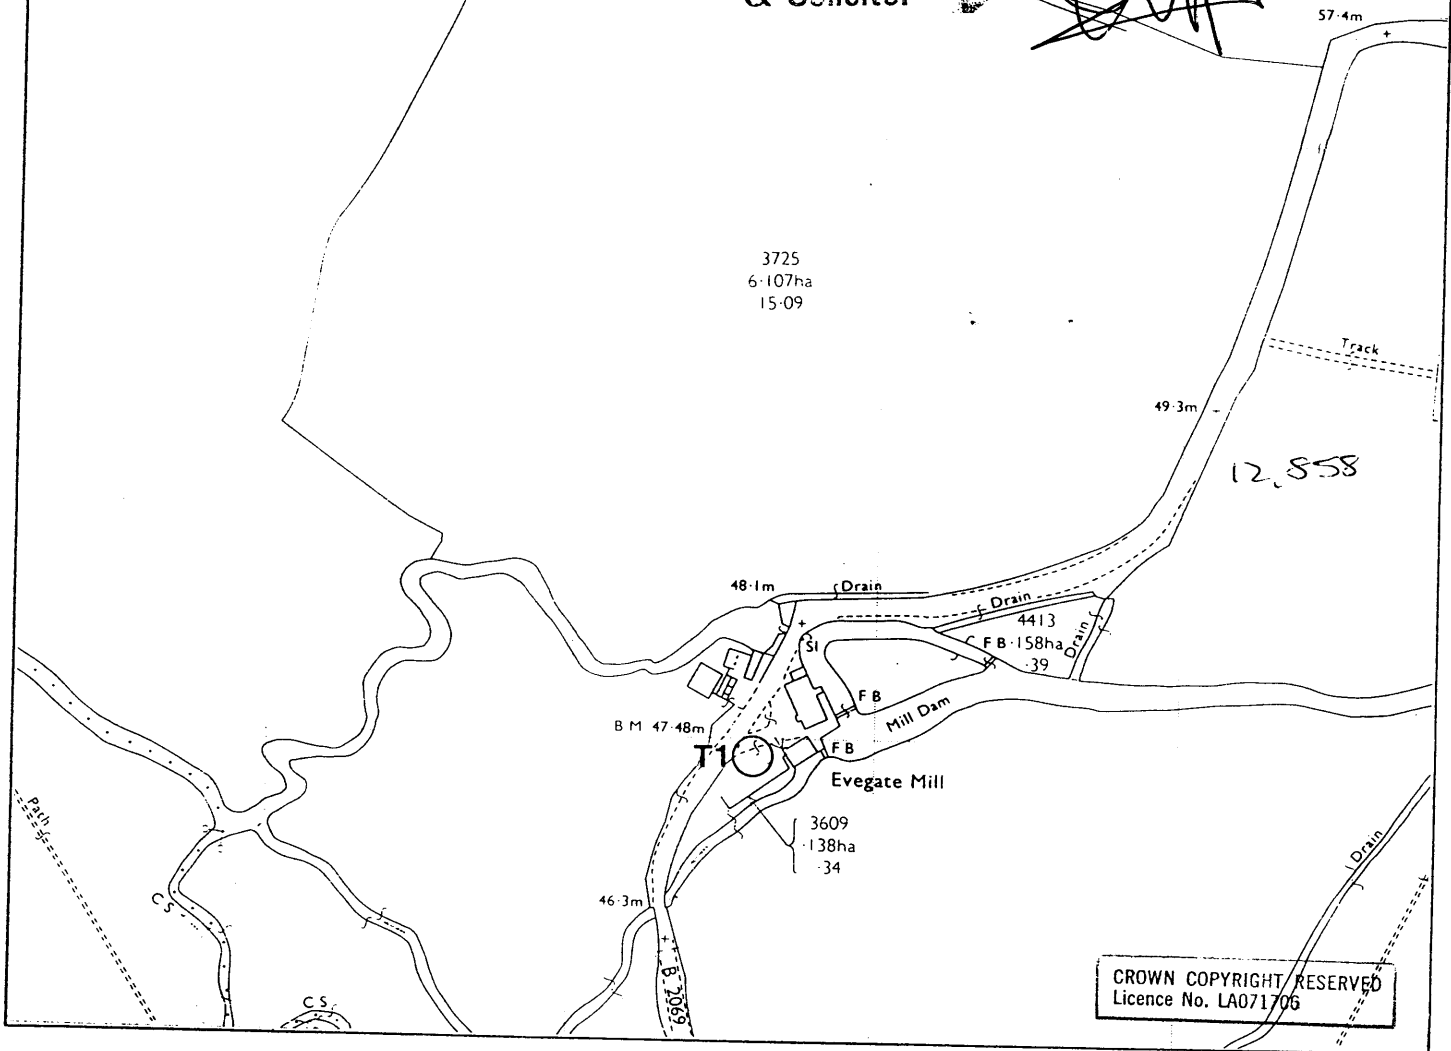 & Solicitor
57·4m
3725
6·107ha
15·09
Track
49·3m
12,858
48·1m
Drain
Drain
4413
C F B ·158ha
·39
Drain
Sl
F B
Mill Dam
B M 47·48m
T1
F B
Evegate Mill
3609
·138ha
·34
Path
Drain
C S
46·3m
B 2069
C S
CROWN COPYRIGHT RESERVED
Licence No. LA071706